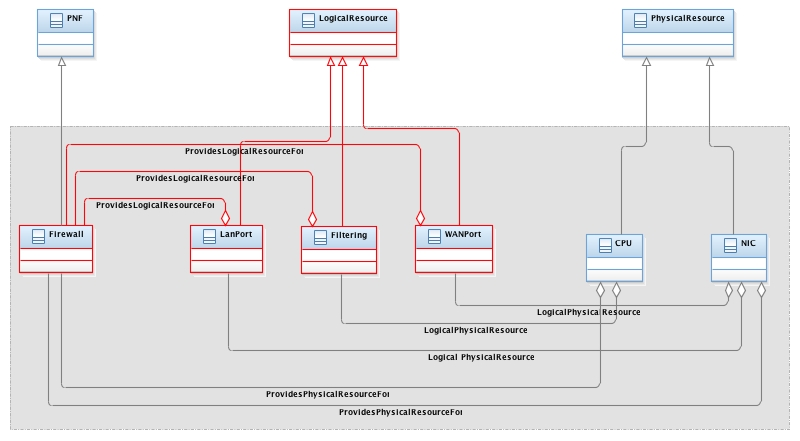 PNF
LogicalResource
PhysicalResource
ProvidesLogicalResourceFor
ProvidesLogicalResourceFor
ProvidesLogicalResourceFor
Firewall
LanPort
Filtering
WANPort
CPU
NIC
LogicalPhysicalResource
LogicalPhysicalResource
Logical PhysicalResource
ProvidesPhysicalResourceFor
ProvidesPhysicalResourceFor